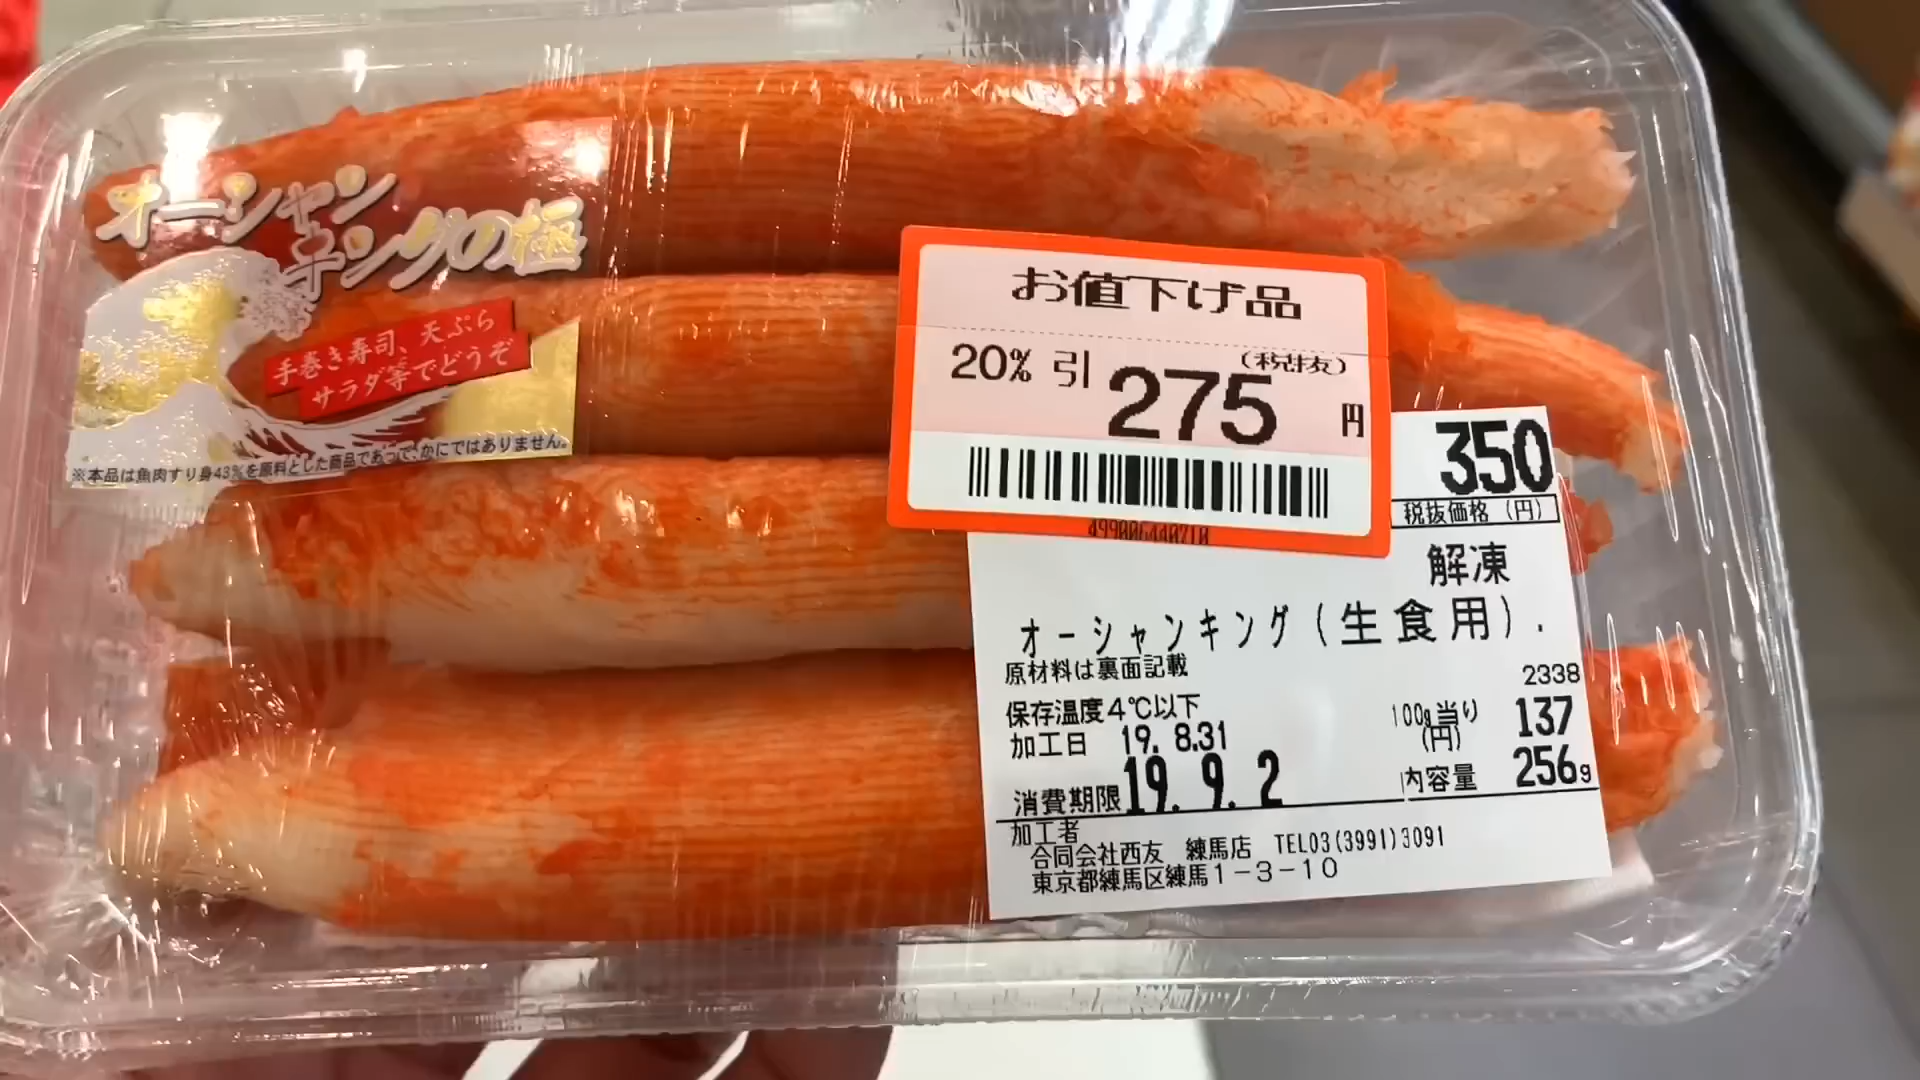 オーシャン
キングの極
手巻き寿司、天ぷら
サラダ等でどうぞ
※本品は魚肉すり身43%を原料とした商品であって、かにではありません。
お値下げ品
20% 引 275 (税抜) 円
350
税抜価格 (円)
解凍
オーシャンキング(生食用).
原材料は裏面記載
2338
保存温度4℃以下
100g当り(円) 137
加工日 19. 8.31
消費期限 19. 9. 2
内容量 256g
加工者
合同会社西友 練馬店 TEL03(3991)3091
東京都練馬区練馬1-3-10